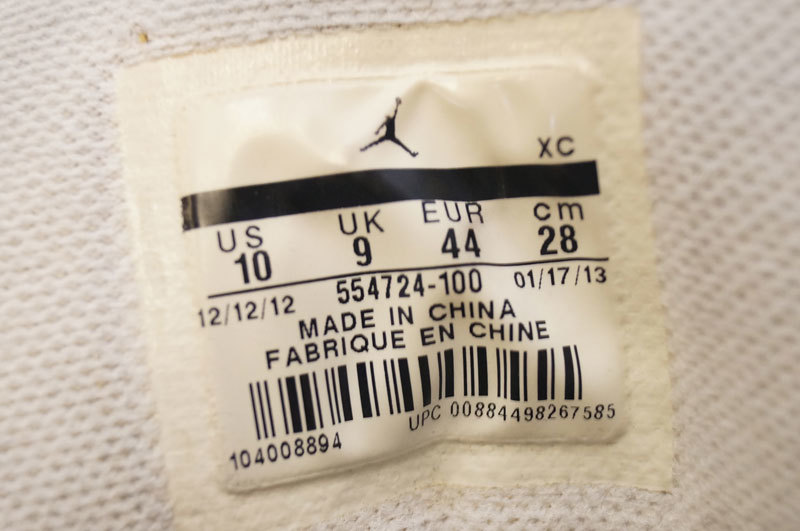 XC
US UK EUR cm
10 9 44 28
12/12/12 554724-100 01/17/13
MADE IN CHINA
FABRIQUE EN CHINE
104008894 UPC 00884498267585